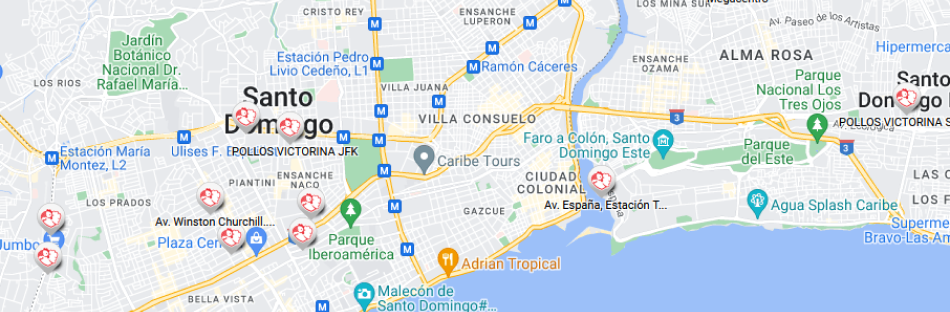 CRISTO REY
ENSANCHE
LUPERON
LOS MINA SUR
Megacentro
Av. Paseo de los Artistas
Jardín
Botánico
Nacional Dr.
Rafael María...
Estación Pedro
Livio Cedeño, L1
Ramón Cáceres
ENSANCHE
OZAMA
ALMA ROSA
Hipermerca
LOS RIOS
VILLA JUANA
Parque
Nacional Los
Tres Ojos
Santo
Domingo
Santo
Domingo
VILLA CONSUELO
POLLOS VICTORINA S
Av. Ecológica
3
3
Estación María
Montez, L2
Ulises F.
POLLOS VICTORINA JFK
Caribe Tours
Faro a Colón, Santo
Domingo Este
Parque
del Este
PIANTINI
ENSANCHE
NACO
CIUDAD
COLONIAL
LAS
LOS PRADOS
GAZCUE
Av. España, Estación T...
Agua Splash Caribe
LOS F
Av. Winston Churchill....
Jumbo
Plaza Cen
Parque
Iberoamérica
Superme
Bravo-Las Am
Adrian Tropical
BELLA VISTA
Malecón de
Santo Domingo#...